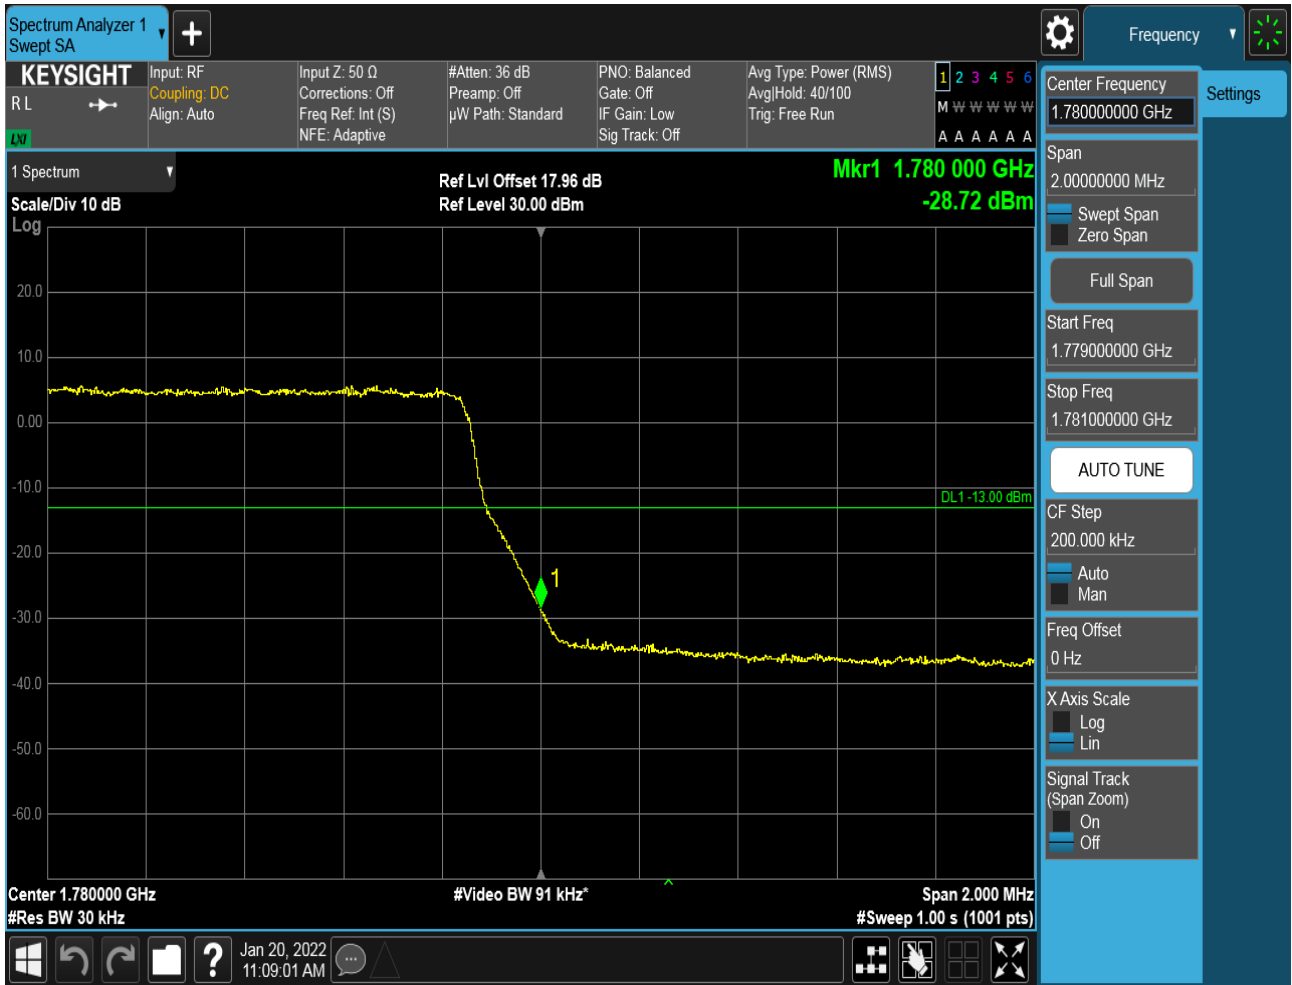 Spectrum Analyzer 1
Swept SA
Frequency
KEYSIGHT
R L
LXI
Input: RF
Coupling: DC
Align: Auto
Input Z: 50 Ω
Corrections: Off
Freq Ref: Int (S)
NFE: Adaptive
#Atten: 36 dB
Preamp: Off
µW Path: Standard
PNO: Balanced
Gate: Off
IF Gain: Low
Sig Track: Off
Avg Type: Power (RMS)
Avg|Hold: 40/100
Trig: Free Run
1 2 3 4 5 6
M W W W W W
A A A A A A
1 Spectrum
Scale/Div 10 dB
Log
Ref Lvl Offset 17.96 dB
Ref Level 30.00 dBm
Mkr1 1.780 000 GHz
-28.72 dBm
20.0
10.0
0.00
-10.0
-20.0
-30.0
-40.0
-50.0
-60.0
DL1 -13.00 dBm
1
Center 1.780000 GHz
#Res BW 30 kHz
#Video BW 91 kHz*
Span 2.000 MHz
#Sweep 1.00 s (1001 pts)
Center Frequency
1.780000000 GHz
Settings
Span
2.00000000 MHz
Swept Span
Zero Span
Full Span
Start Freq
1.779000000 GHz
Stop Freq
1.781000000 GHz
AUTO TUNE
CF Step
200.000 kHz
Auto
Man
Freq Offset
0 Hz
X Axis Scale
Log
Lin
Signal Track
(Span Zoom)
On
Off
?
Jan 20, 2022
11:09:01 AM